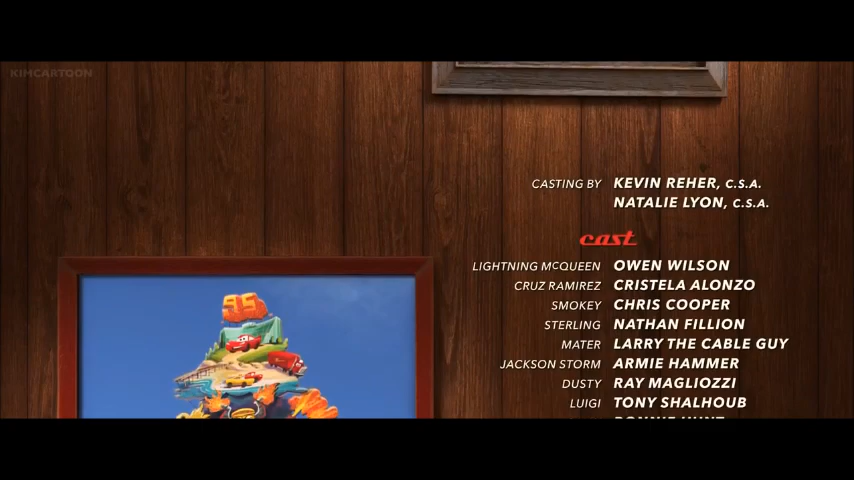 KIMCARTOON
CASTING BY KEVIN REHER, C.S.A.
NATALIE LYON, C.S.A.
cast
LIGHTNING McQUEEN OWEN WILSON
CRUZ RAMIREZ CRISTELA ALONZO
SMOKEY CHRIS COOPER
STERLING NATHAN FILLION
MATER LARRY THE CABLE GUY
JACKSON STORM ARMIE HAMMER
DUSTY RAY MAGLIOZZI
LUIGI TONY SHALHOUB
95